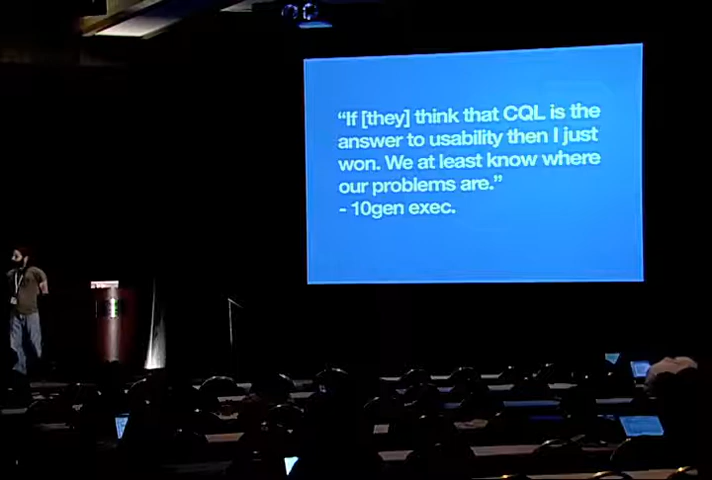 “If [they] think that CQL is the
answer to usability then I just
won. We at least know where
our problems are.”
- 10gen exec.